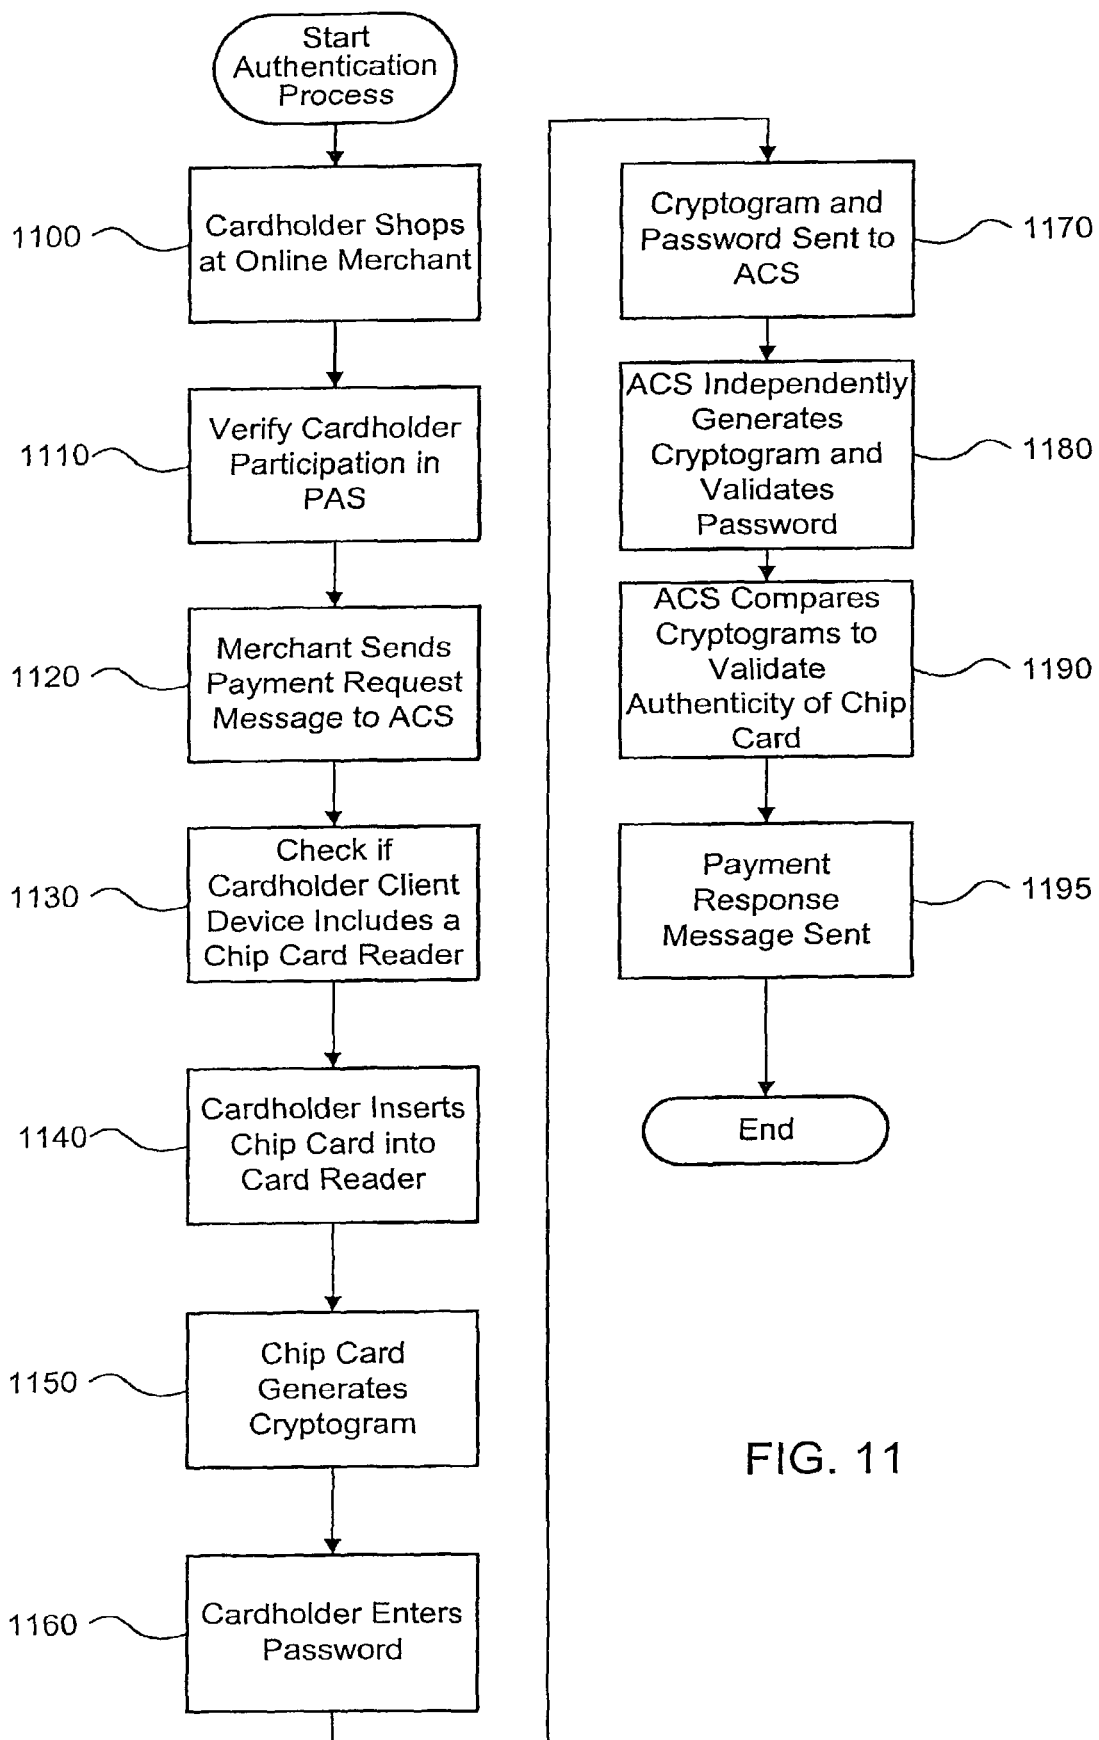 Start
Authentication
Process
1100
Cardholder Shops
at Online Merchant
1110
Verify Cardholder
Participation in
PAS
1120
Merchant Sends
Payment Request
Message to ACS
1130
Check if
Cardholder Client
Device Includes a
Chip Card Reader
1140
Cardholder Inserts
Chip Card into
Card Reader
1150
Chip Card
Generates
Cryptogram
1160
Cardholder Enters
Password
Cryptogram and
Password Sent to
ACS
1170
ACS Independently
Generates
Cryptogram and
Validates
Password
1180
ACS Compares
Cryptograms to
Validate
Authenticity of Chip
Card
1190
Payment
Response
Message Sent
1195
End
FIG. 11